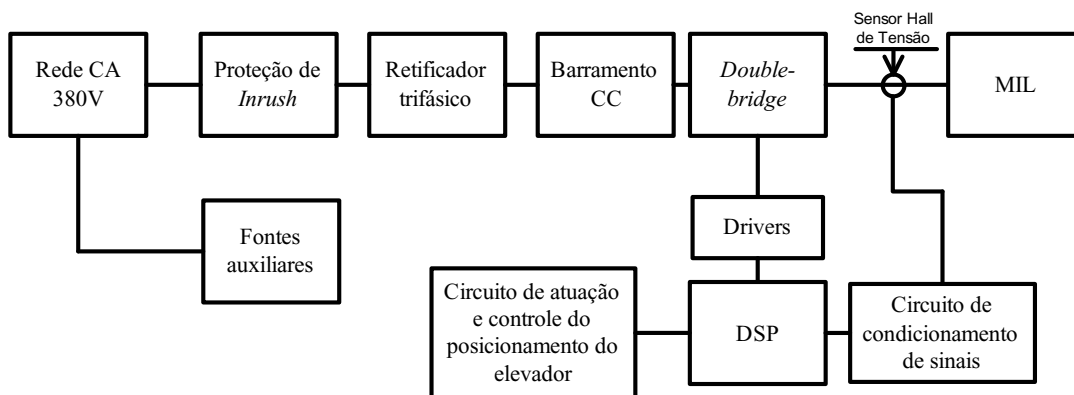 Sensor Hall
de Tensão
Rede CA
380V
Proteção de
Inrush
Retificador
trifásico
Barramento
CC
Double-
bridge
MIL
Fontes
auxiliares
Drivers
Circuito de atuação
e controle do
posicionamento do
elevador
DSP
Circuito de
condicionamento
de sinais